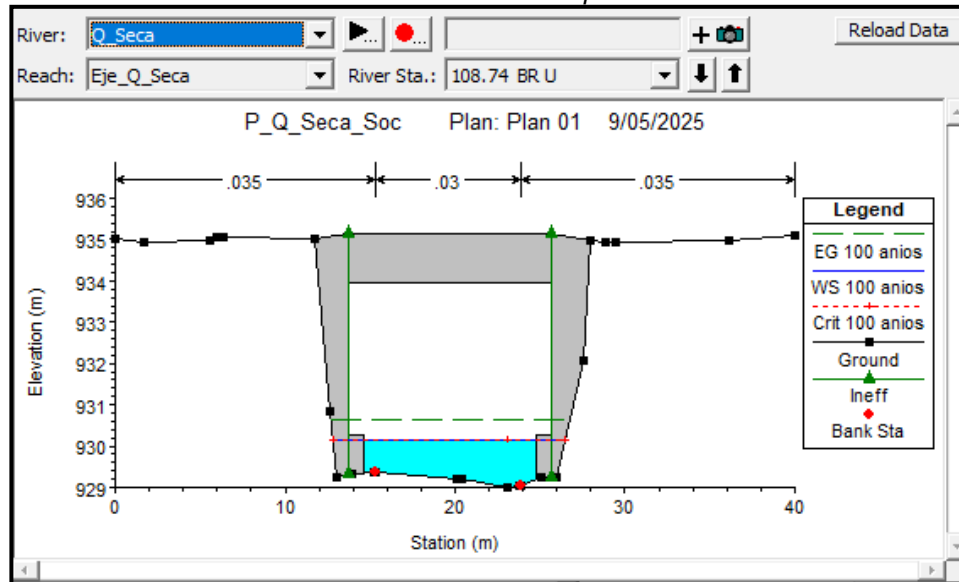 River: Q_Seca ... ... + Reload Data
Reach: Eje_Q_Seca River Sta.: 108.74 BR U
P_Q_Seca_Soc Plan: Plan 01 9/05/2025
.035 .03 .035
936
935
934
933
932
931
930
929
Elevation (m)
0 10 20 30 40
Station (m)
Legend
EG 100 anios
WS 100 anios
Crit 100 anios
Ground
Ineff
Bank Sta